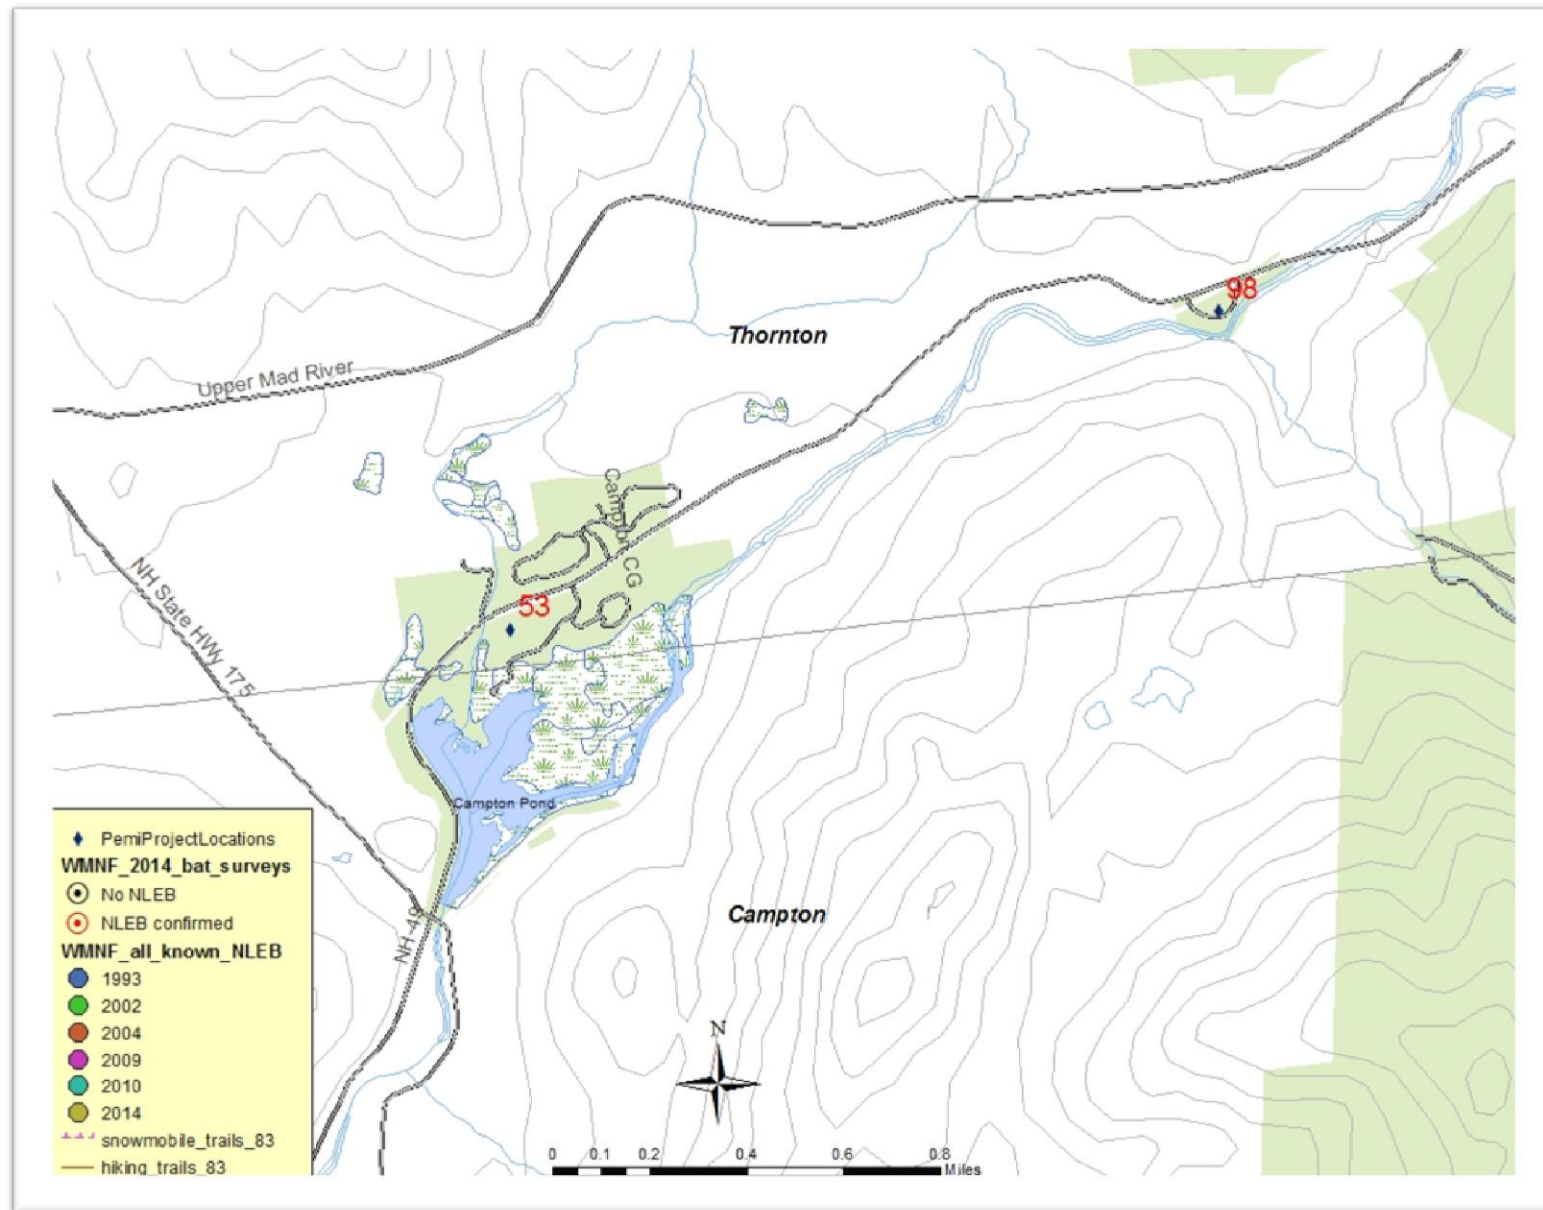 98
Thornton
Upper Mad River
Campton CG
NH State HWy 175
53
Campton Pond
PemiProjectLocations
WMNF_2014_bat_surveys
No NLEB
NLEB confirmed
WMNF_all_known_NLEB
1993
2002
2004
2009
2010
2014
snowmobile_trails_83
hiking_trails_83
NH-49
Campton
N
0 0.1 0.2 0.4 0.6 0.8
Miles